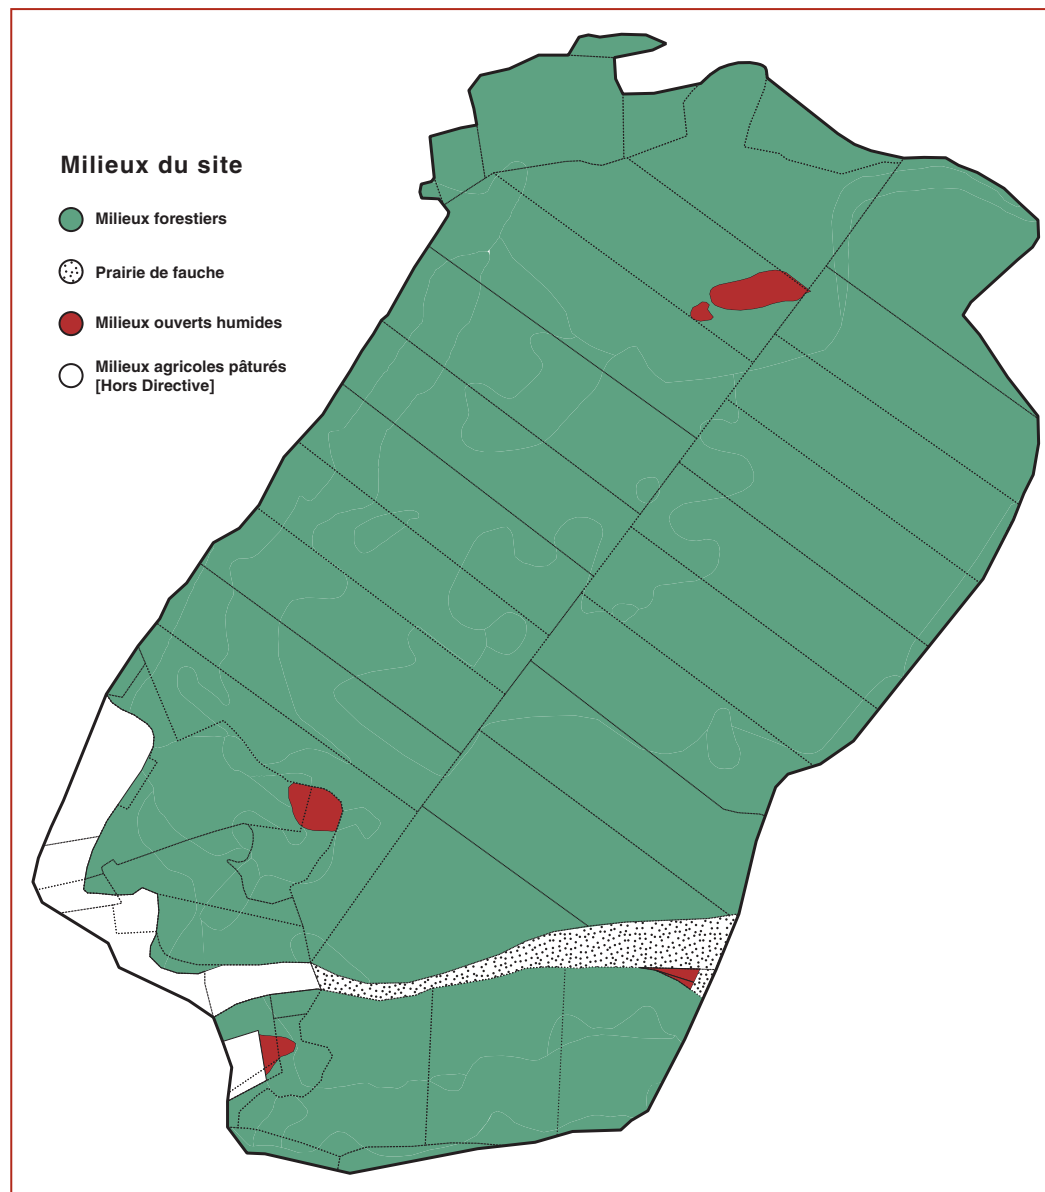 Milieux du site
Milieux forestiers
Prairie de fauche
Milieux ouverts humides
Milieux agricoles pâturés
[Hors Directive]